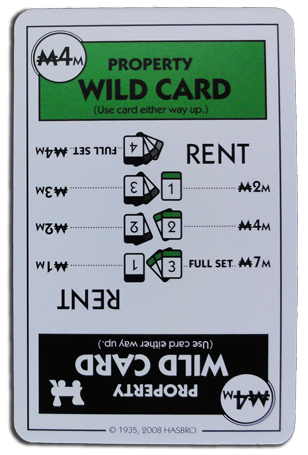 ₩4M
PROPERTY
WILD CARD
(Use card either way up.)
RENT
1 ₩2M
2 ₩4M
3 FULL SET ₩7M
₩4M
PROPERTY
WILD CARD
(Use card either way up.)
RENT
1 ₩1M
2 ₩2M
3 ₩3M
4 FULL SET ₩4M
© 1935, 2008 HASBRO.